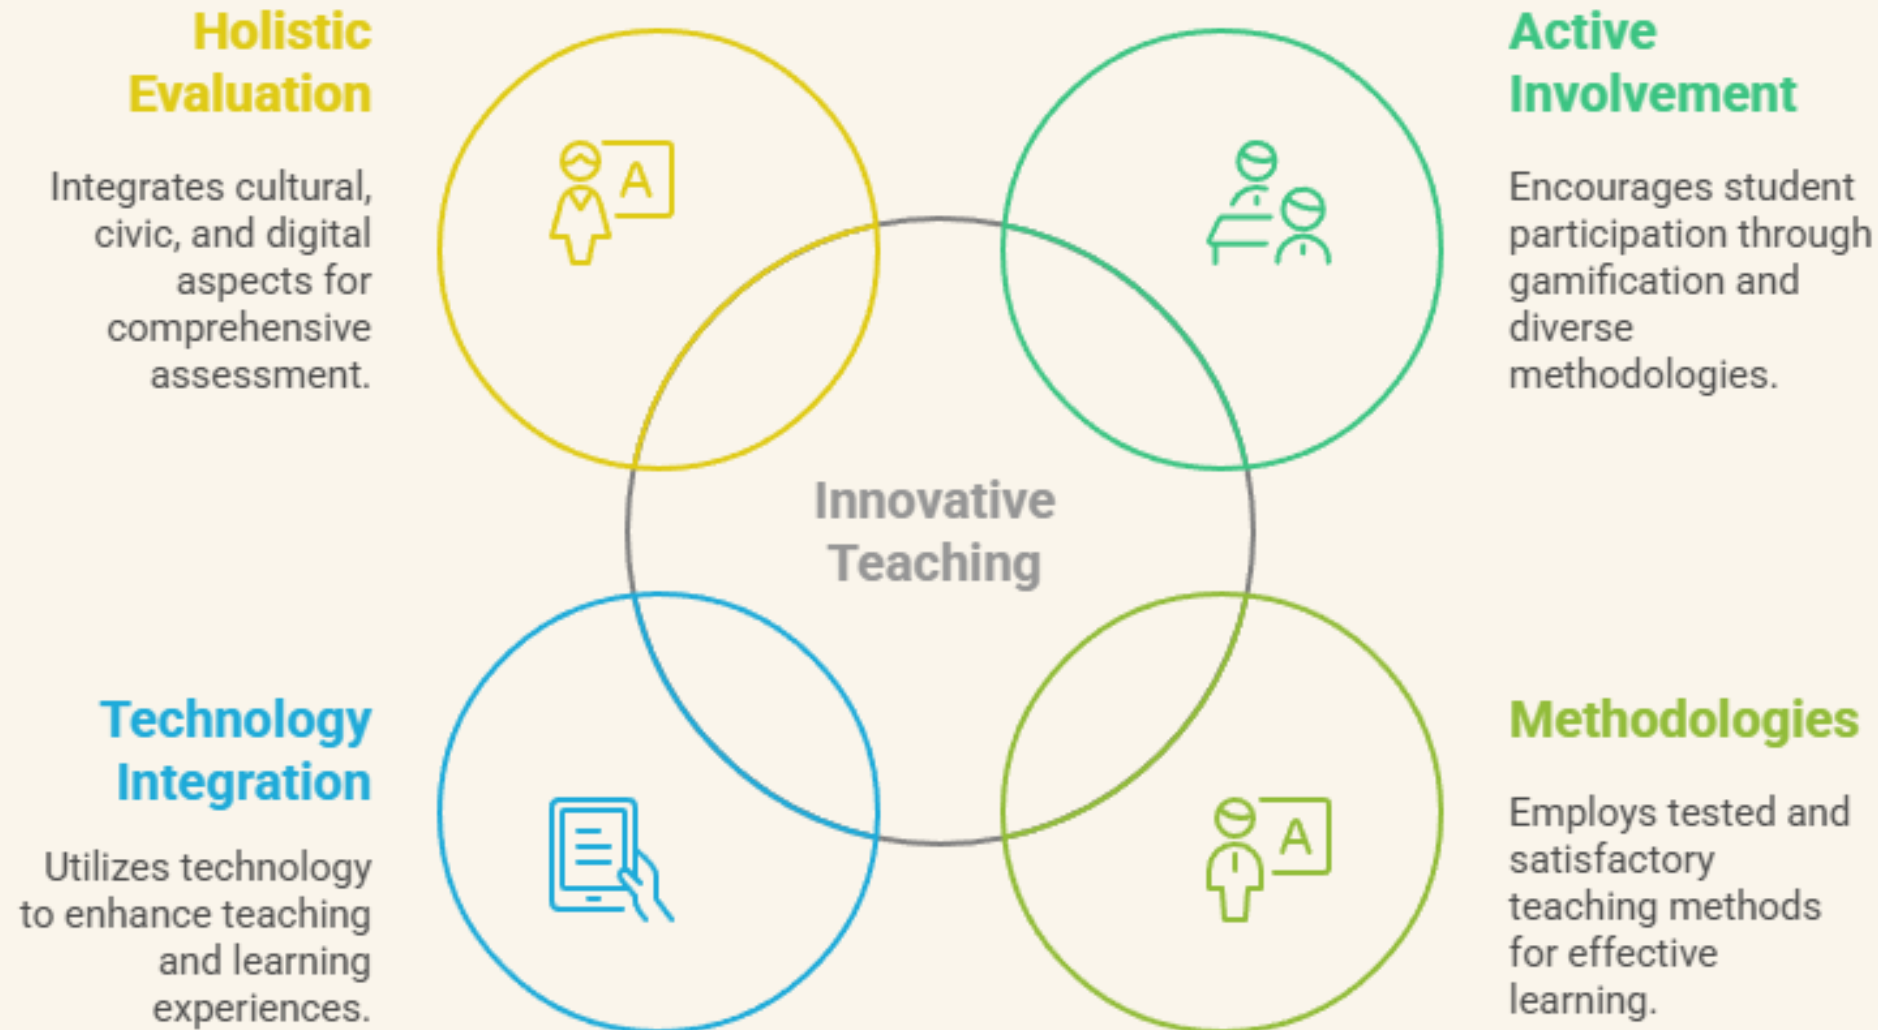 Holistic
Evaluation
Integrates cultural,
civic, and digital
aspects for
comprehensive
assessment.
A
Active
Involvement
Encourages student
participation through
gamification and
diverse
methodologies.
Innovative
Teaching
Technology
Integration
Utilizes technology
to enhance teaching
and learning
experiences.
A
Methodologies
Employs tested and
satisfactory
teaching methods
for effective
learning.